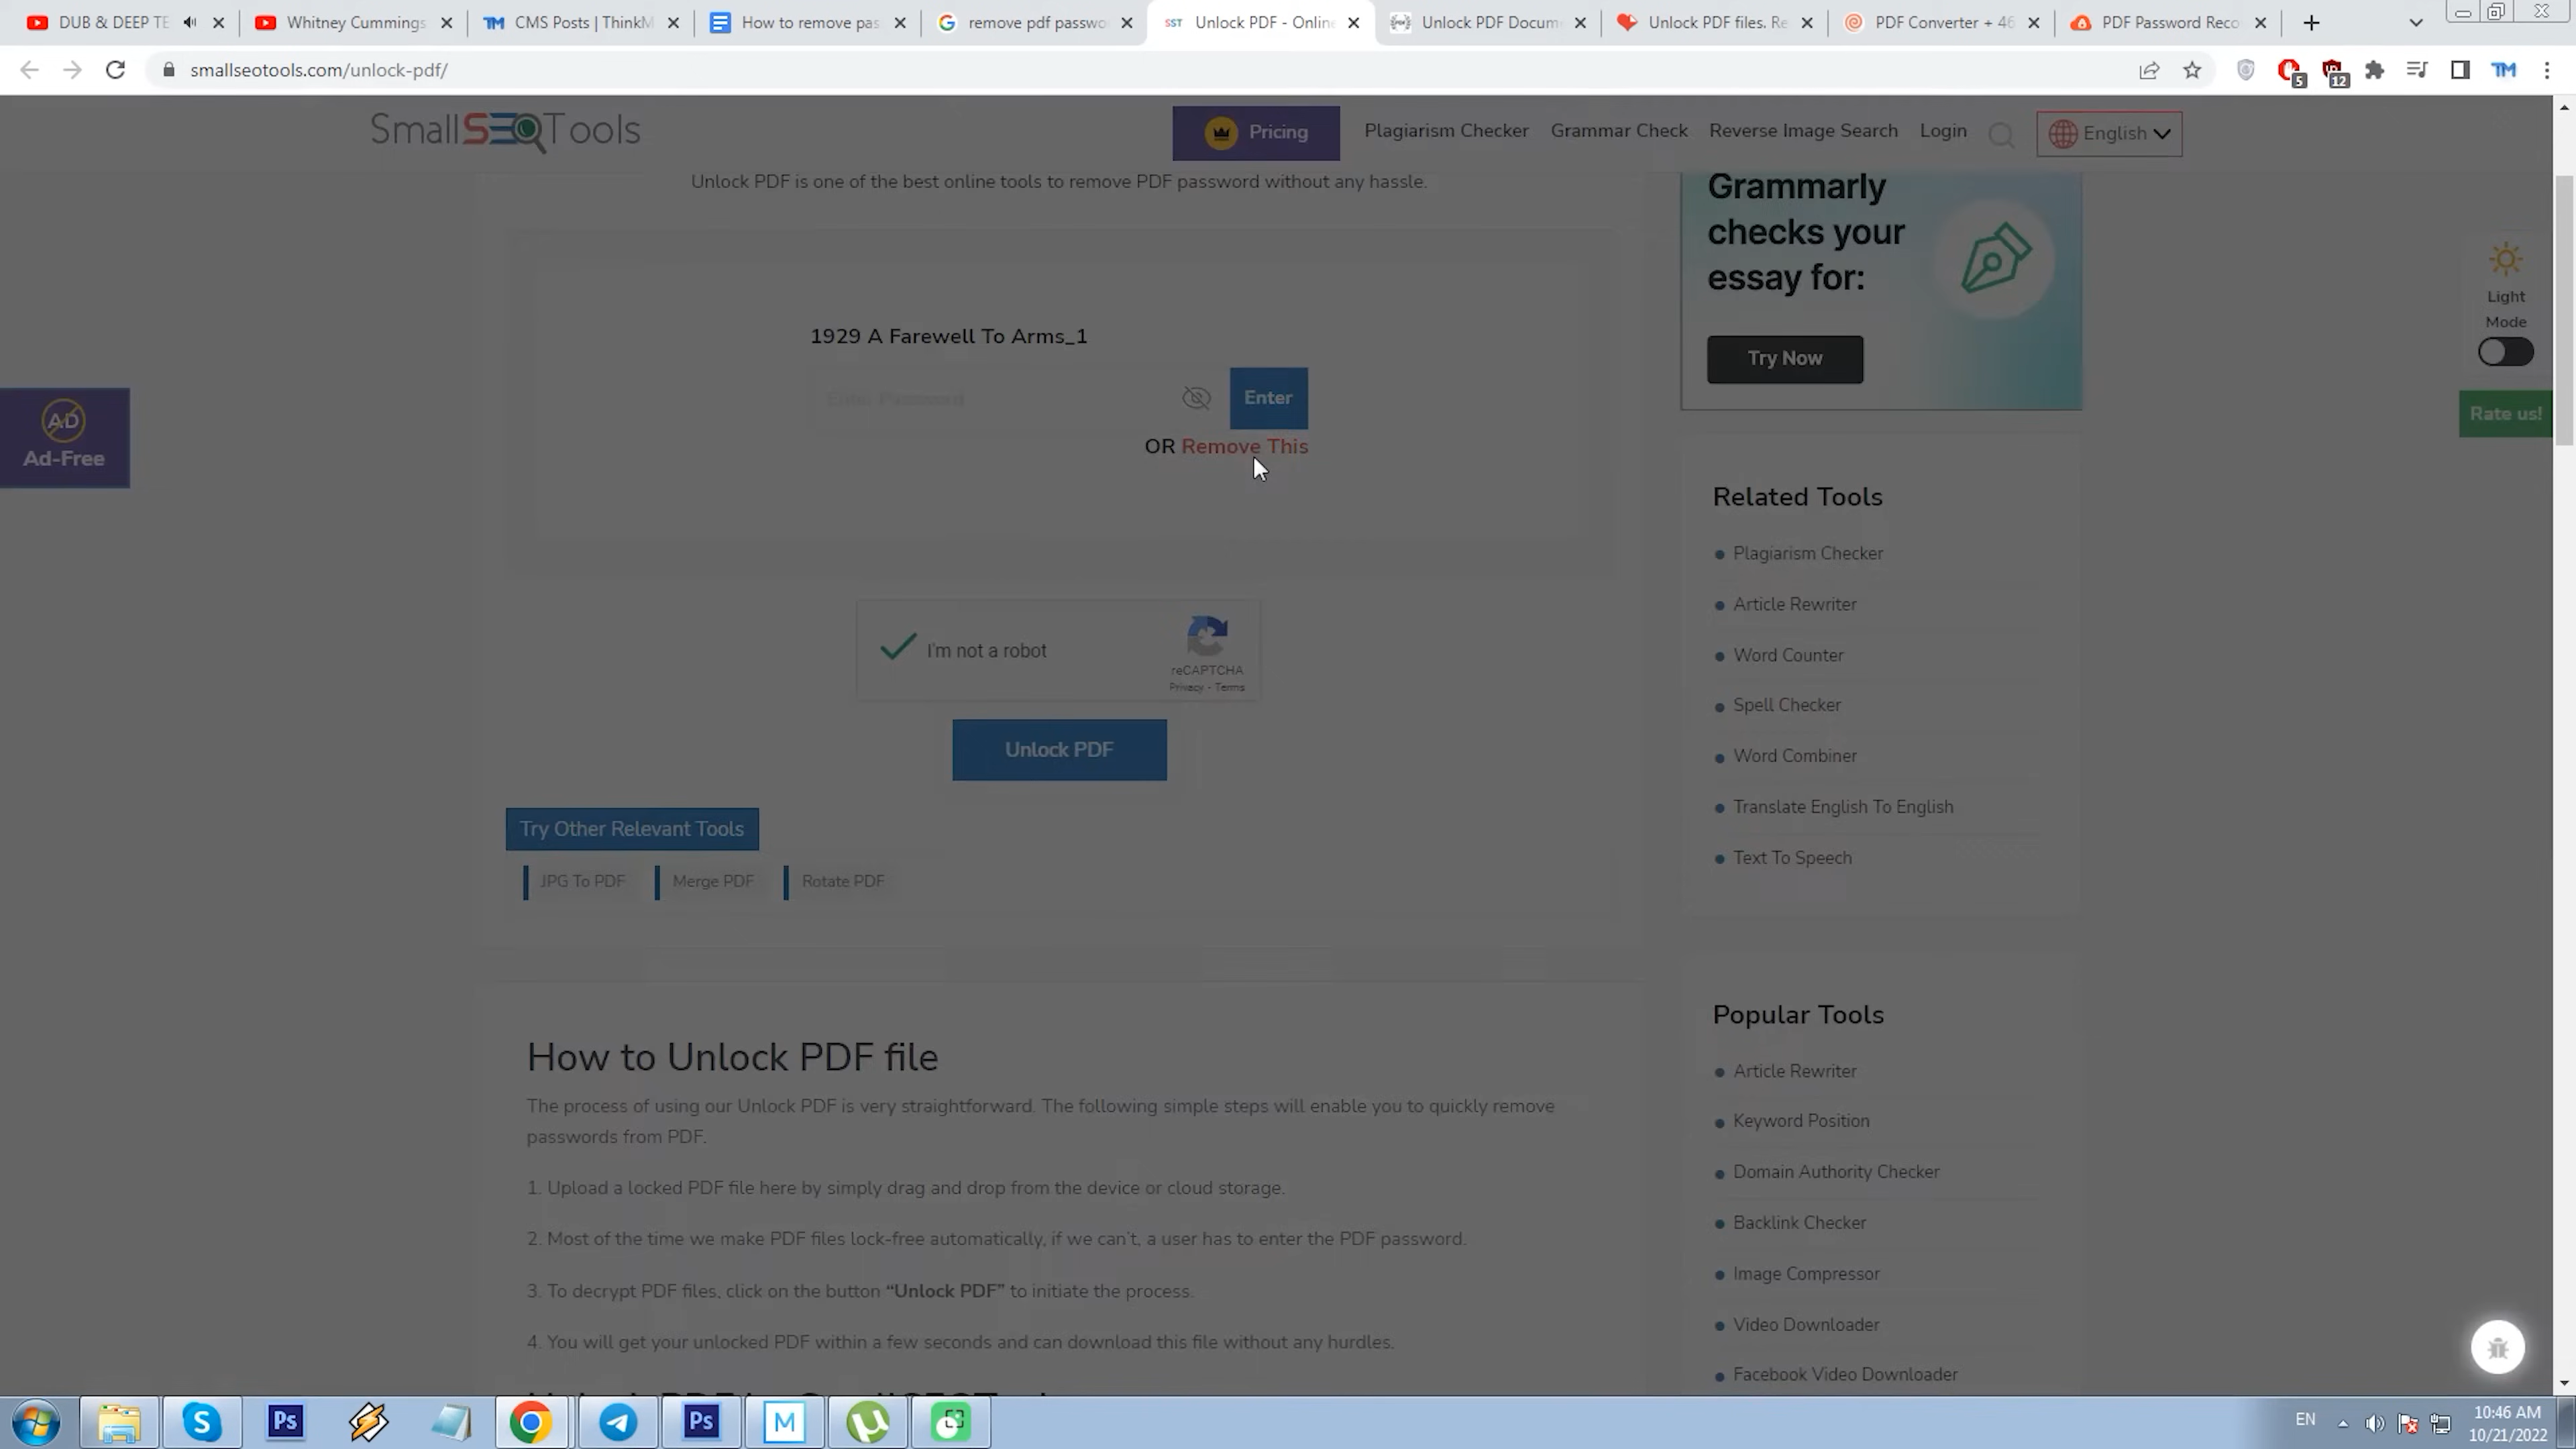 DUB & DEEP TE
Whitney Cummings
CMS Posts | ThinkM
How to remove pas
remove pdf passwo
Unlock PDF - Online
Unlock PDF Docum
Unlock PDF files. Re
PDF Converter + 46
PDF Password Reco
smallseotools.com/unlock-pdf/
5
12
TM
SmallSEOTools
Pricing
Plagiarism Checker
Grammar Check
Reverse Image Search
Login
English
Unlock PDF is one of the best online tools to remove PDF password without any hassle.
1929 A Farewell To Arms_1
Enter Password
Enter
OR Remove This
I'm not a robot
reCAPTCHA
Privacy - Terms
Unlock PDF
Try Other Relevant Tools
JPG To PDF
Merge PDF
Rotate PDF
How to Unlock PDF file
The process of using our Unlock PDF is very straightforward. The following simple steps will enable you to quickly remove
passwords from PDF.
1. Upload a locked PDF file here by simply drag and drop from the device or cloud storage.
2. Most of the time we make PDF files lock-free automatically, if we can't, a user has to enter the PDF password.
3. To decrypt PDF files, click on the button “Unlock PDF” to initiate the process.
4. You will get your unlocked PDF within a few seconds and can download this file without any hurdles.
AD
Ad-Free
Grammarly
checks your
essay for:
Try Now
Light
Mode
Rate us!
Related Tools
Plagiarism Checker
Article Rewriter
Word Counter
Spell Checker
Word Combiner
Translate English To English
Text To Speech
Popular Tools
Article Rewriter
Keyword Position
Domain Authority Checker
Backlink Checker
Image Compressor
Video Downloader
Facebook Video Downloader
S
Ps
Ps
M
EN
10:46 AM
10/21/2022